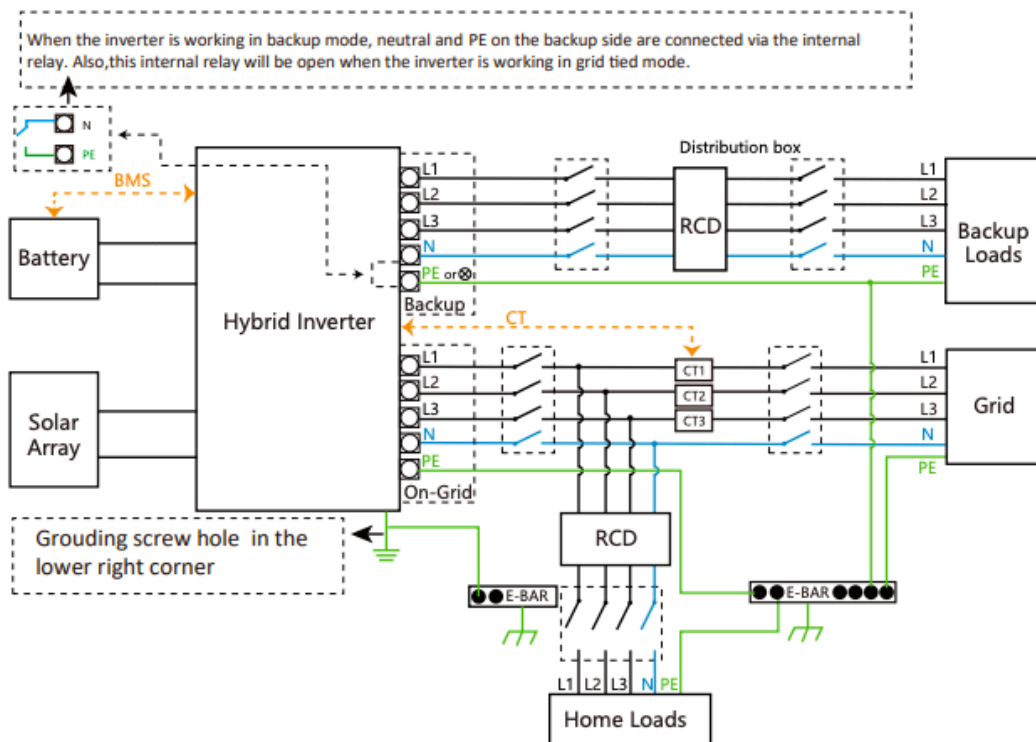 When the inverter is working in backup mode, neutral and PE on the backup side are connected via the internal
relay. Also,this internal relay will be open when the inverter is working in grid tied mode.
N
PE
BMS
Battery
Solar
Array
Hybrid Inverter
L1
L2
L3
N
PE or
Backup
Distribution box
RCD
L1
L2
L3
N
PE
Backup
Loads
CT
L1
L2
L3
N
PE
On-Grid
CT1
CT2
CT3
L1
L2
L3
N
PE
Grid
Grouding screw hole in the
lower right corner
E-BAR
RCD
E-BAR
L1 L2 L3 N PE
Home Loads